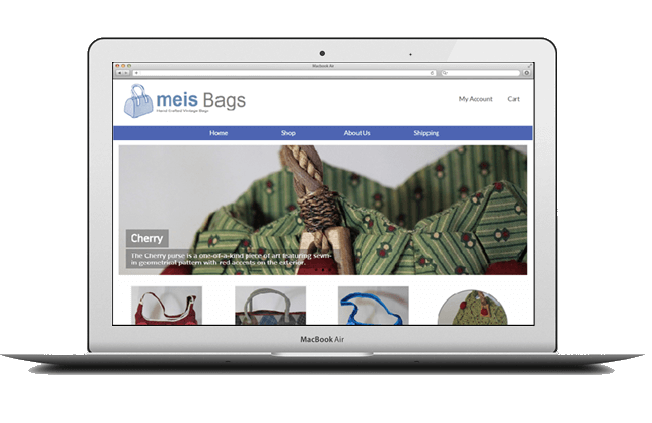 Macbook Air
meis Bags
Hand Crafted Vintage Bags
My Account Cart
Home Shop About Us Shipping
Cherry
The Cherry purse is a one-of-a-kind piece of art featuring sewn-
in geometrical pattern with red accents on the exterior.
MacBook Air